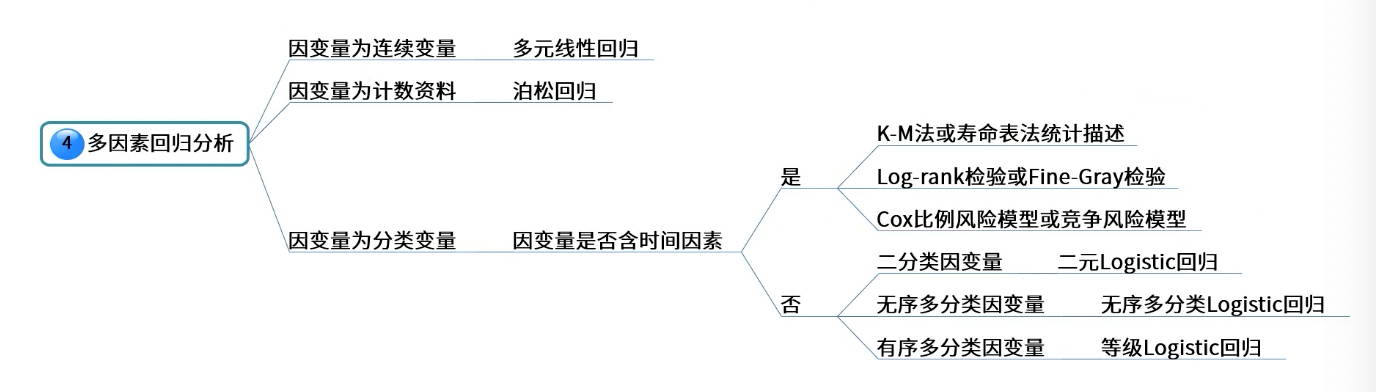 因变量为连续变量 多元线性回归
因变量为计数资料 泊松回归
4 多因素回归分析
K-M法或寿命表法统计描述
是 Log-rank检验或Fine-Gray检验
Cox比例风险模型或竞争风险模型
因变量为分类变量 因变量是否含时间因素
二分类因变量 二元Logistic回归
否 无序多分类因变量 无序多分类Logistic回归
有序多分类因变量 等级Logistic回归